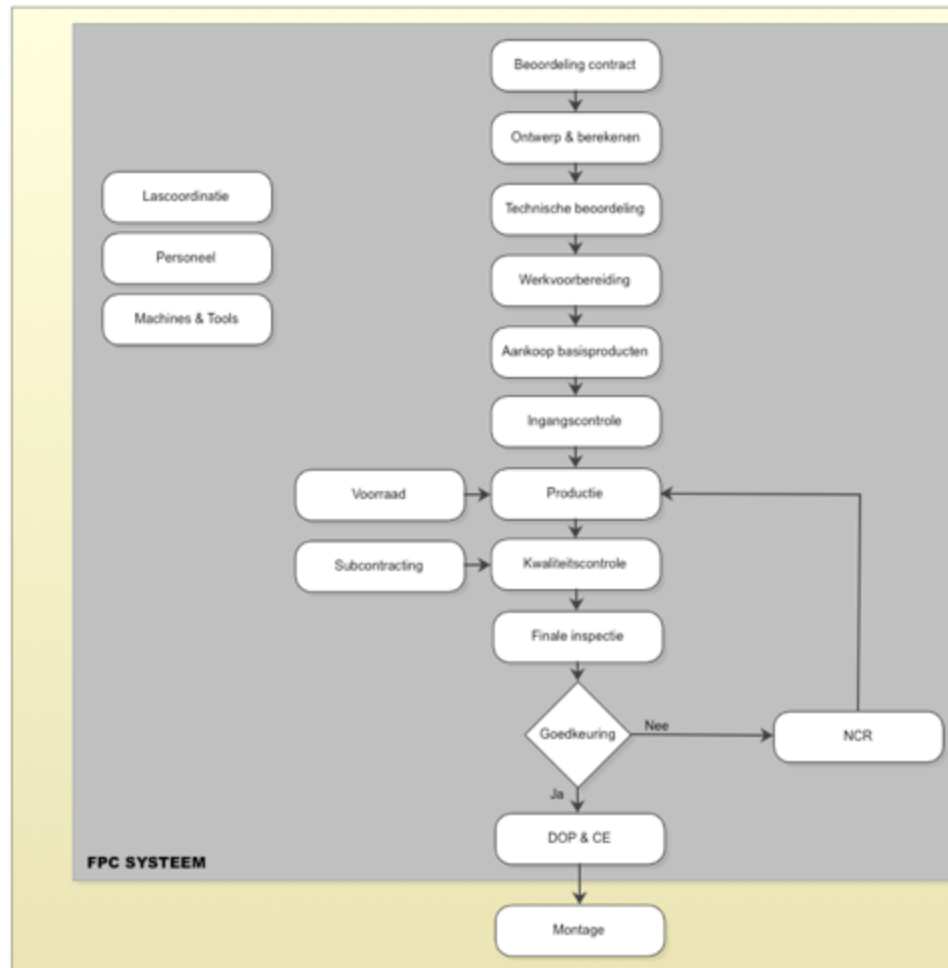 Beoordeling contract
Ontwerp & berekenen
Technische beoordeling
Lascoordinatie
Personeel
Machines & Tools
Werkvoorbereiding
Aankoop basisproducten
Ingangscontrole
Voorraad
Productie
Subcontracting
Kwaliteitscontrole
Finale inspectie
Goedkeuring
Nee
NCR
Ja
DOP & CE
FPC SYSTEEM
Montage